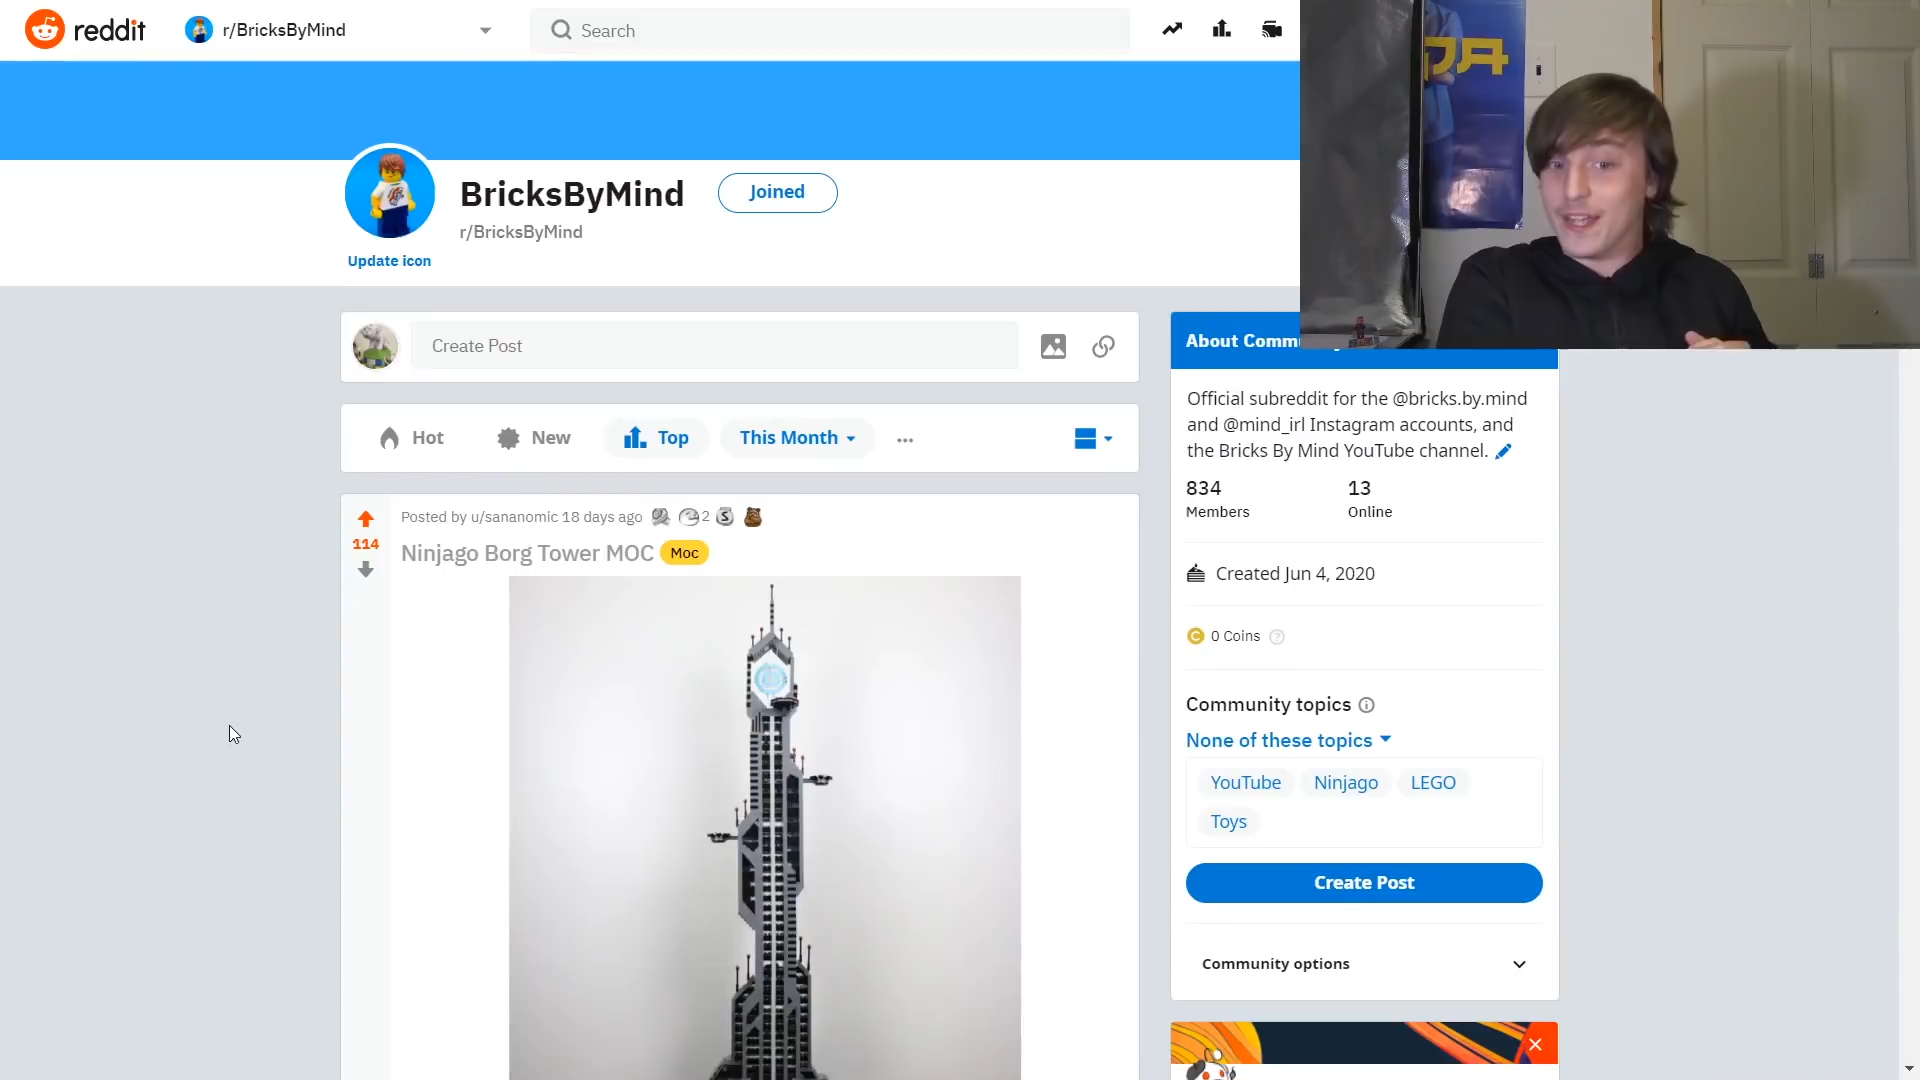 reddit
r/BricksByMind
Search
BricksByMind
Joined
r/BricksByMind
Update icon
Create Post
Hot
New
Top
This Month
Posted by u/sananomic 18 days ago
2
114
Ninjago Borg Tower MOC
Moc
About Comm
Official subreddit for the @bricks.by.mind
and @mind_irl Instagram accounts, and
the Bricks By Mind YouTube channel.
834
13
Members
Online
Created Jun 4, 2020
0 Coins
Community topics
None of these topics
YouTube
Ninjago
LEGO
Toys
Create Post
Community options